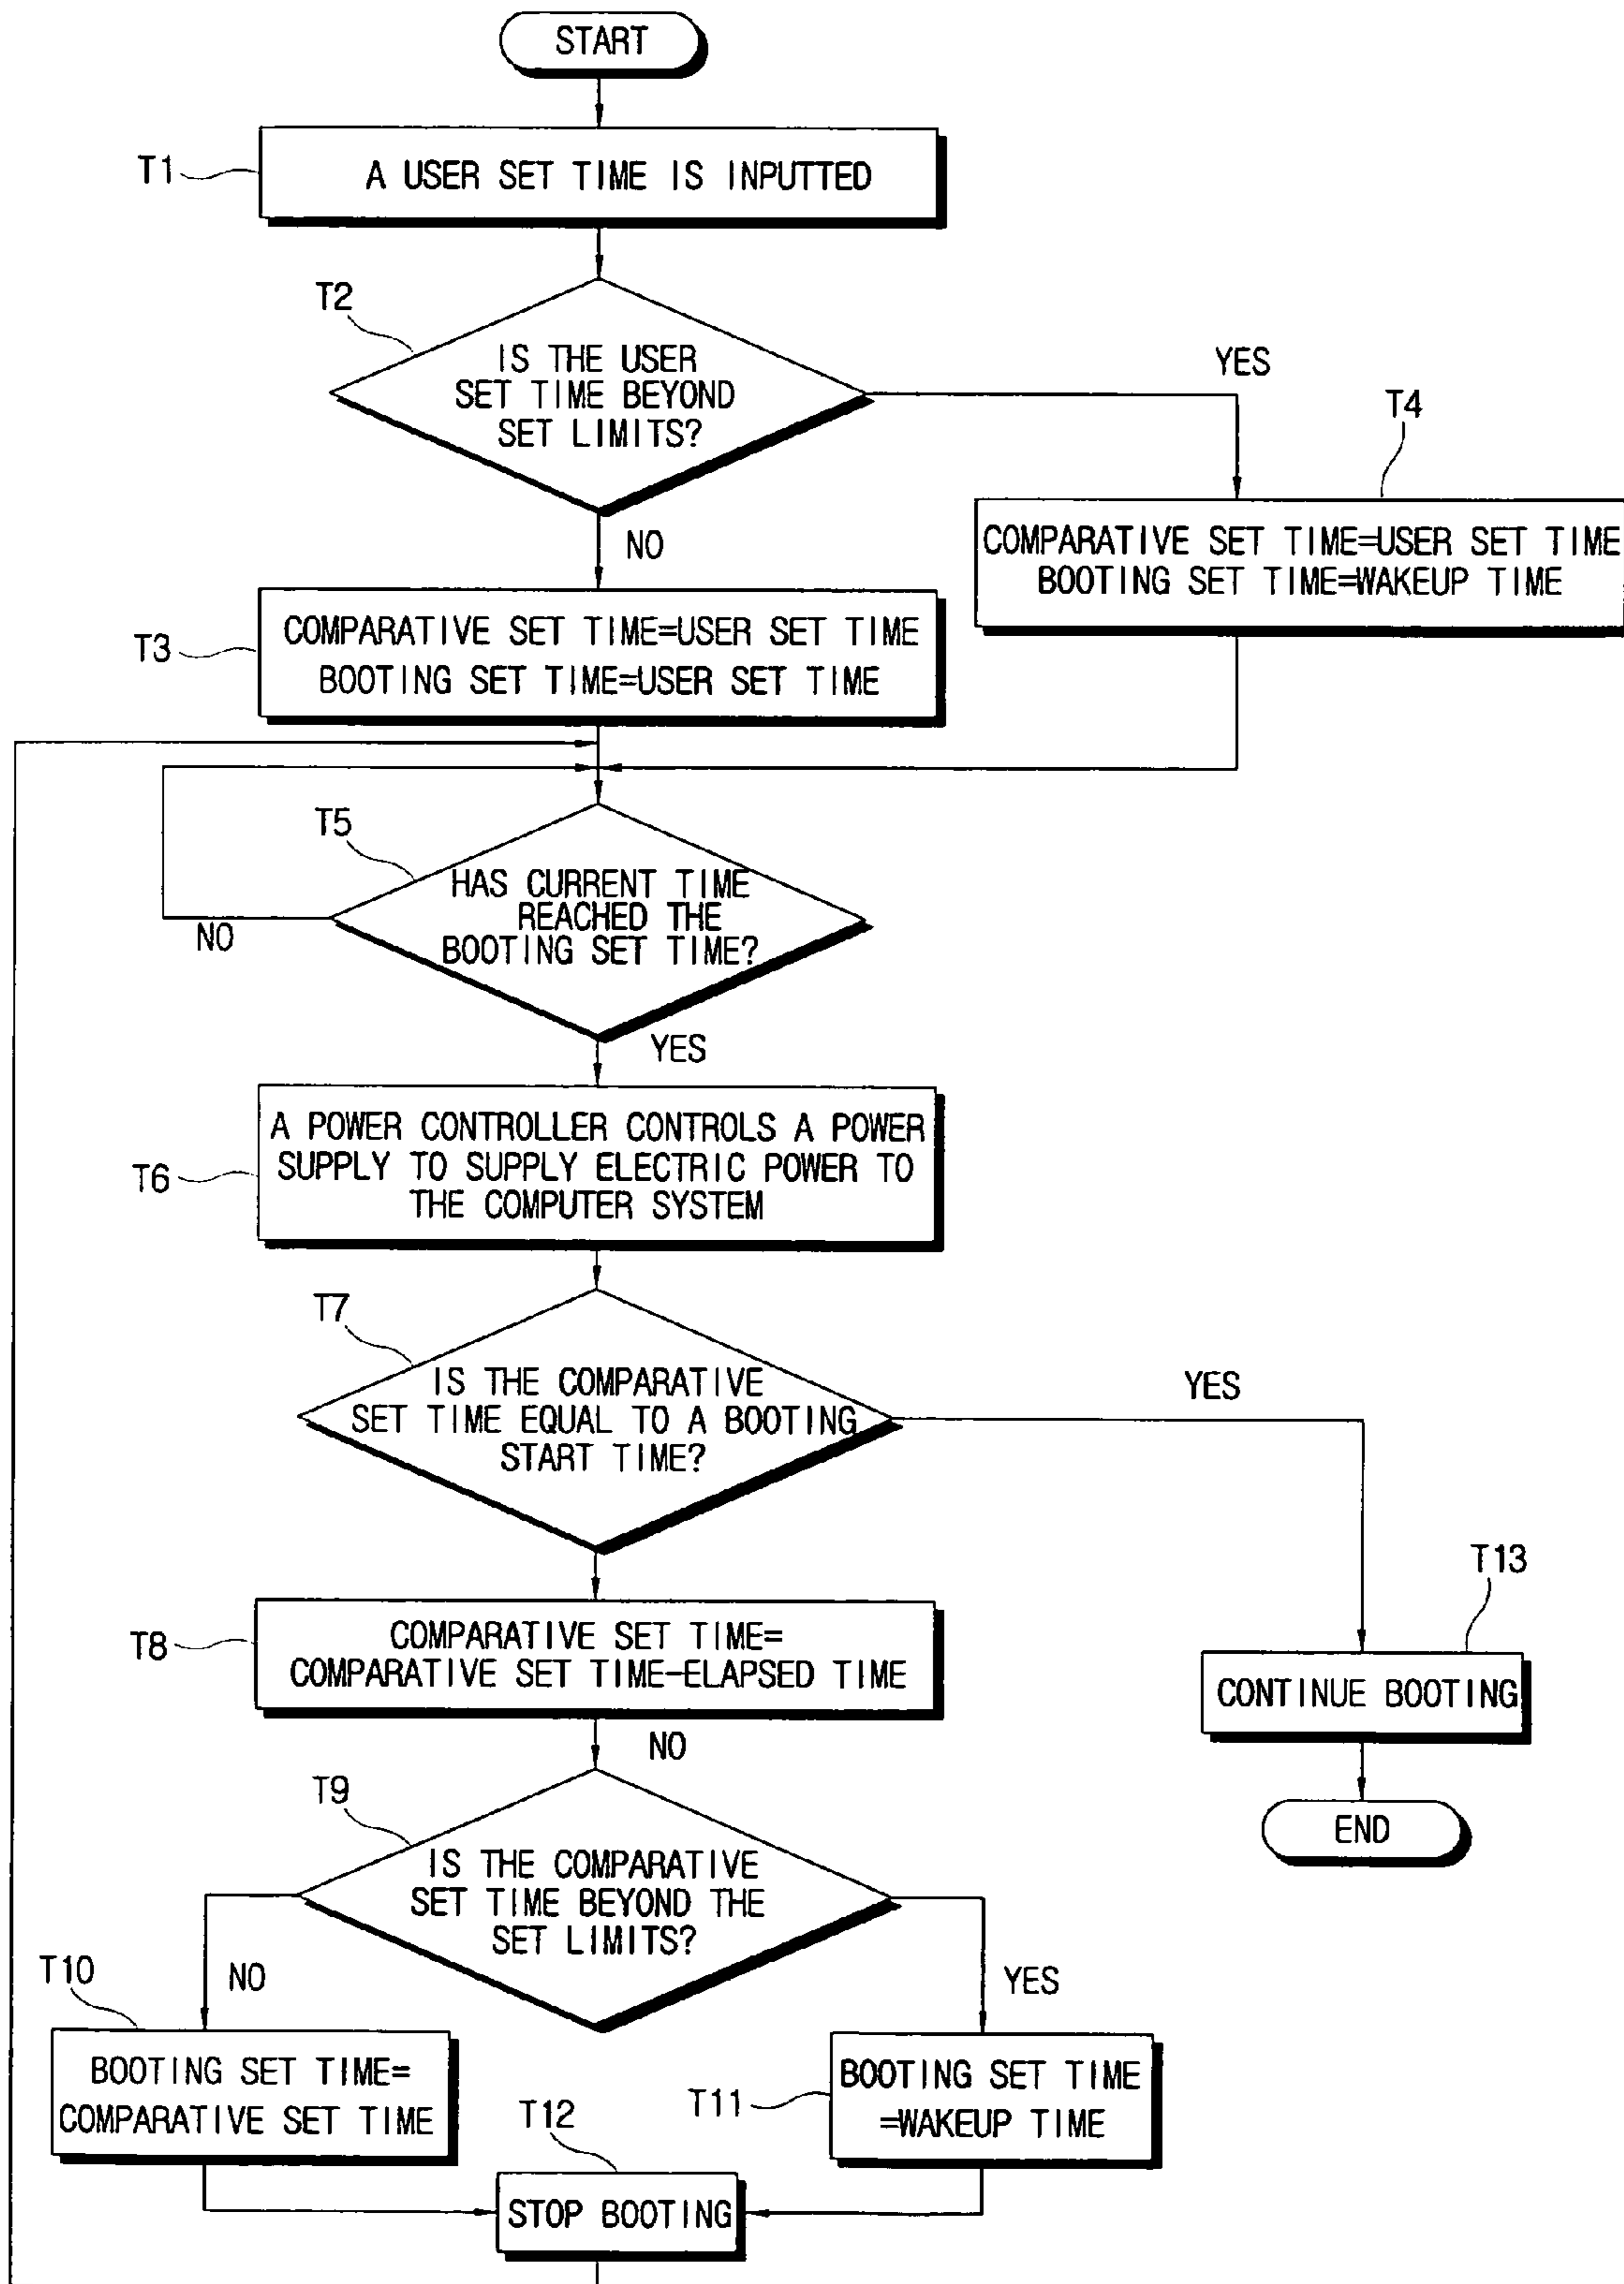 START
T1
A USER SET TIME IS INPUTTED
T2
IS THE USER
SET TIME BEYOND
SET LIMITS?
YES
T4
NO
COMPARATIVE SET TIME=USER SET TIME
BOOTING SET TIME=WAKEUP TIME
T3
COMPARATIVE SET TIME=USER SET TIME
BOOTING SET TIME=USER SET TIME
T5
HAS CURRENT TIME
REACHED THE
BOOTING SET TIME?
NO
YES
T6
A POWER CONTROLLER CONTROLS A POWER
SUPPLY TO SUPPLY ELECTRIC POWER TO
THE COMPUTER SYSTEM
T7
IS THE COMPARATIVE
SET TIME EQUAL TO A BOOTING
START TIME?
YES
T13
T8
COMPARATIVE SET TIME=
COMPARATIVE SET TIME-ELAPSED TIME
CONTINUE BOOTING
NO
T9
END
IS THE COMPARATIVE
SET TIME BEYOND THE
SET LIMITS?
T10
NO
YES
BOOTING SET TIME=
COMPARATIVE SET TIME
T11
BOOTING SET TIME
=WAKEUP TIME
T12
STOP BOOTING